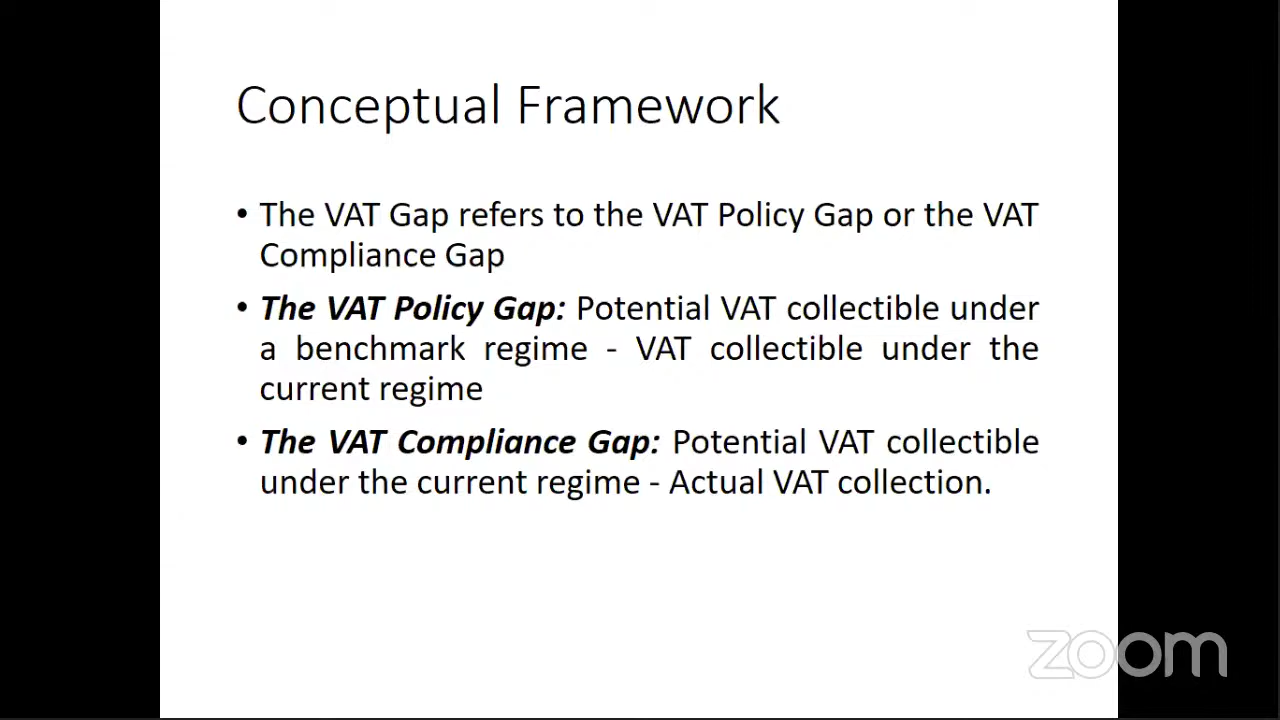 Conceptual Framework
• The VAT Gap refers to the VAT Policy Gap or the VAT
Compliance Gap
• The VAT Policy Gap: Potential VAT collectible under
a benchmark regime - VAT collectible under the
current regime
• The VAT Compliance Gap: Potential VAT collectible
under the current regime - Actual VAT collection.
zoom